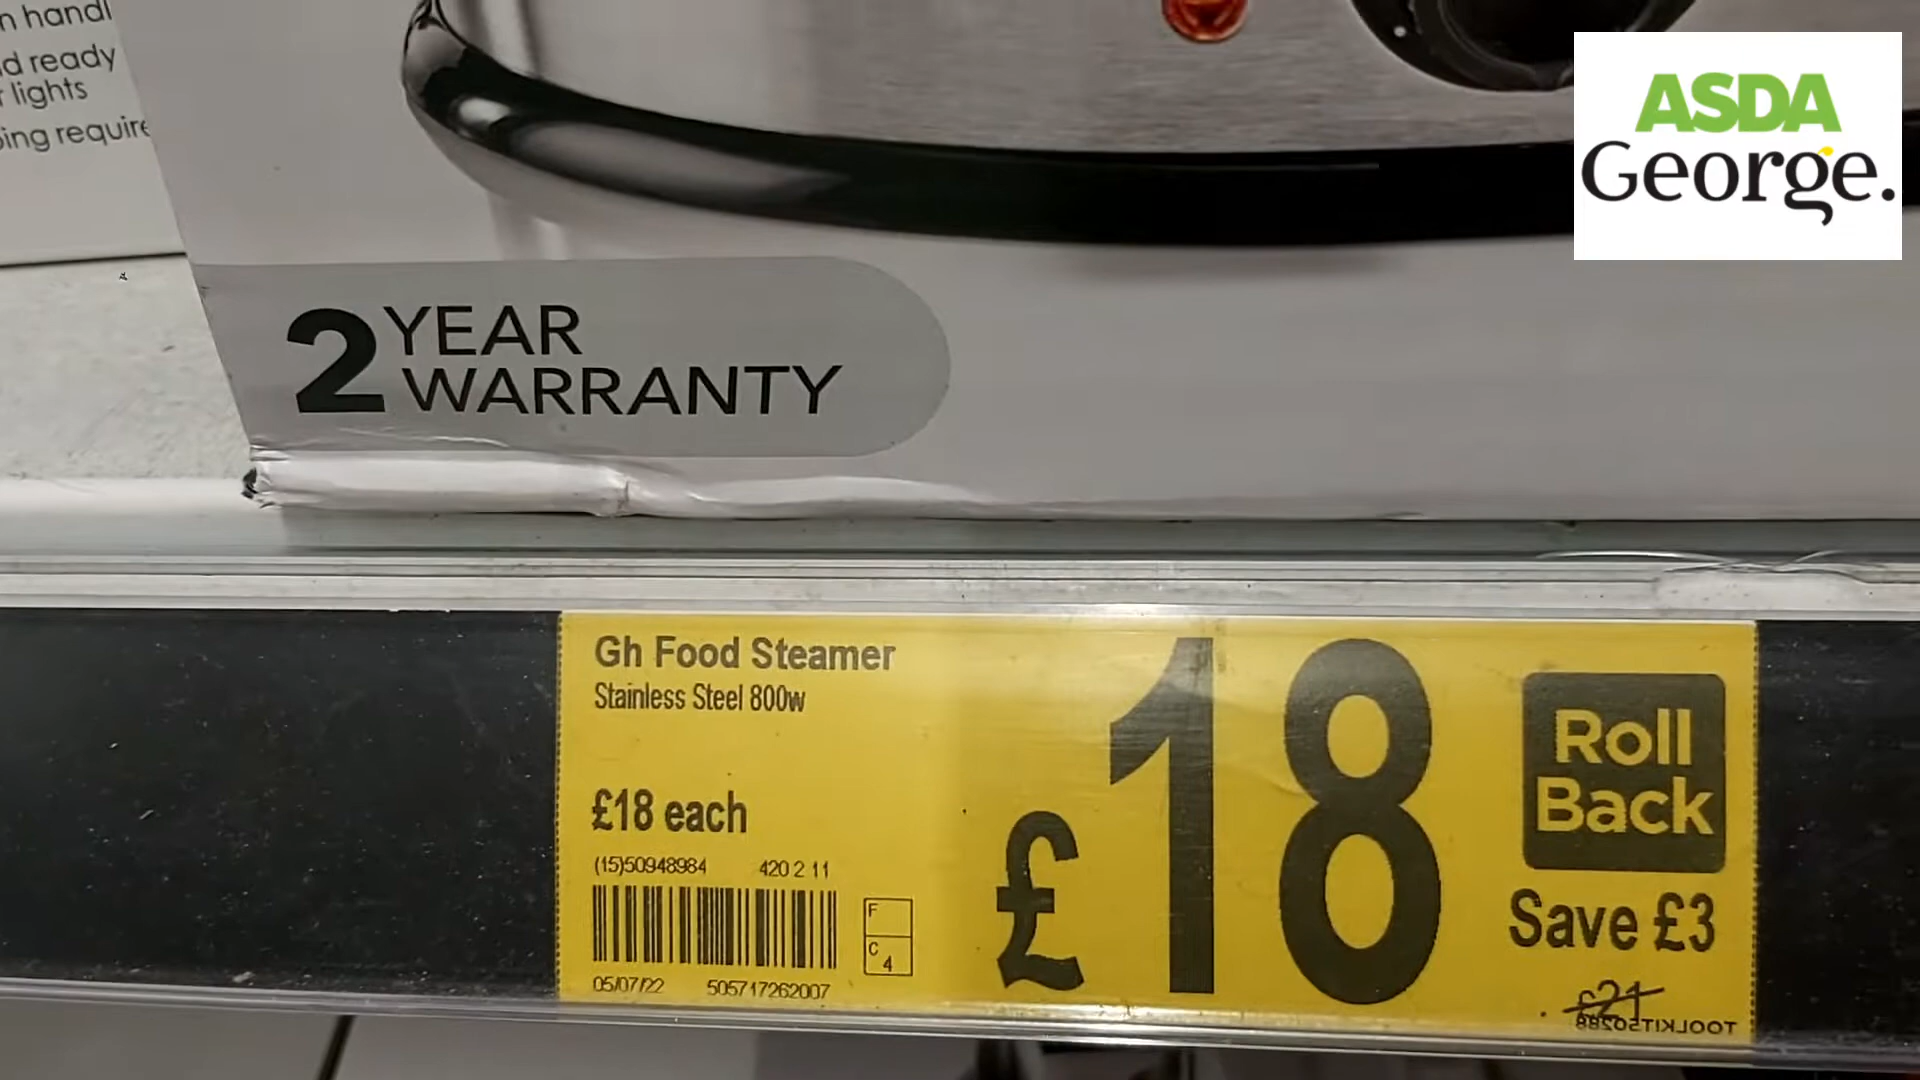 n handl
d ready
r lights
ing require
ASDA
George.
2 YEAR
WARRANTY
Gh Food Steamer
Stainless Steel 800w
£18 each
(15)50948984 420 2 11
F
C 4
05/07/22 505717262007
£18
Roll
Back
Save £3
£21
TOOLKIT50288